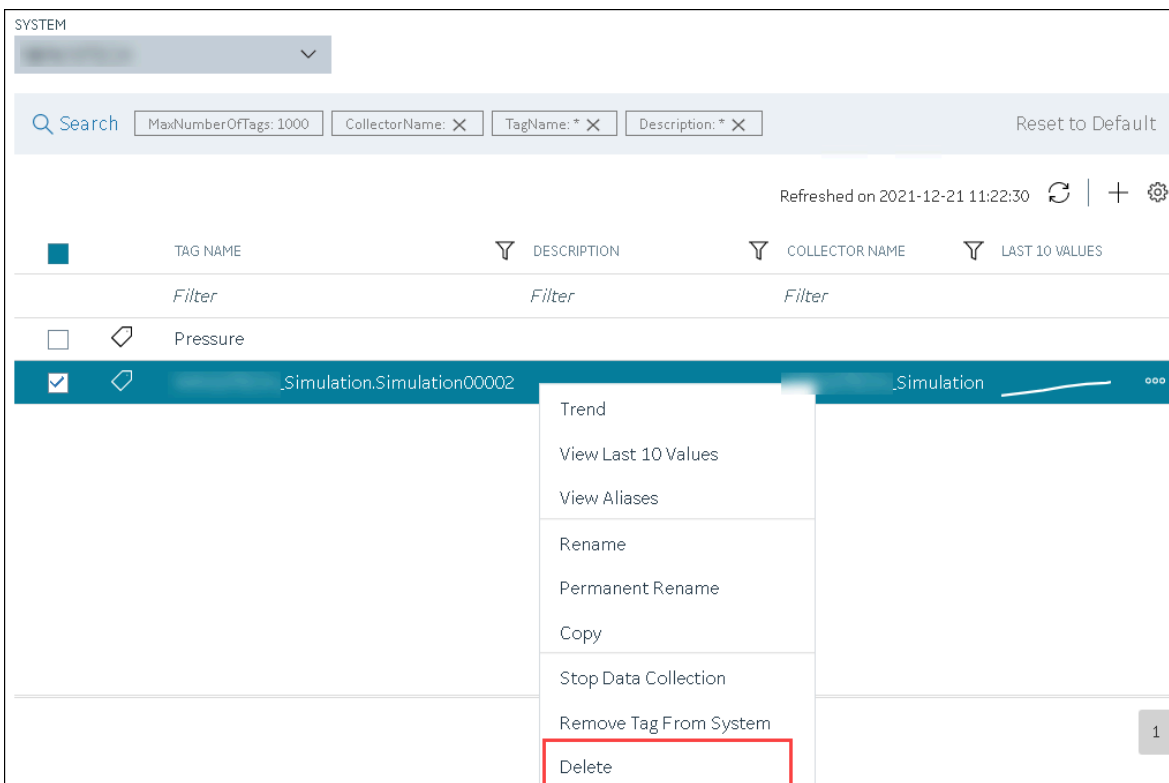 SYSTEM
Search MaxNumberOfTags: 1000 CollectorName: TagName: * Description: * Reset to Default
Refreshed on 2021-12-21 11:22:30
TAG NAME DESCRIPTION COLLECTOR NAME LAST 10 VALUES
Filter Filter Filter
Pressure
_Simulation.Simulation00002 _Simulation
Trend
View Last 10 Values
View Aliases
Rename
Permanent Rename
Copy
Stop Data Collection
Remove Tag From System
1
Delete